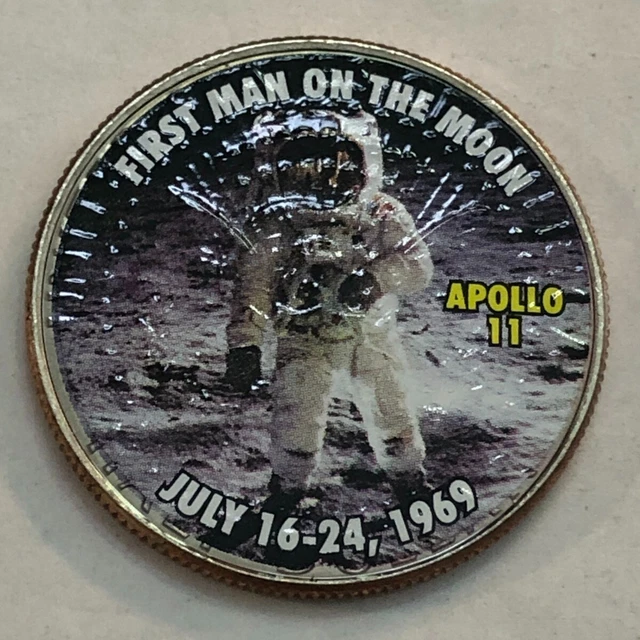 FIRST MAN ON THE MOON
APOLLO
11
JULY 16-24, 1969